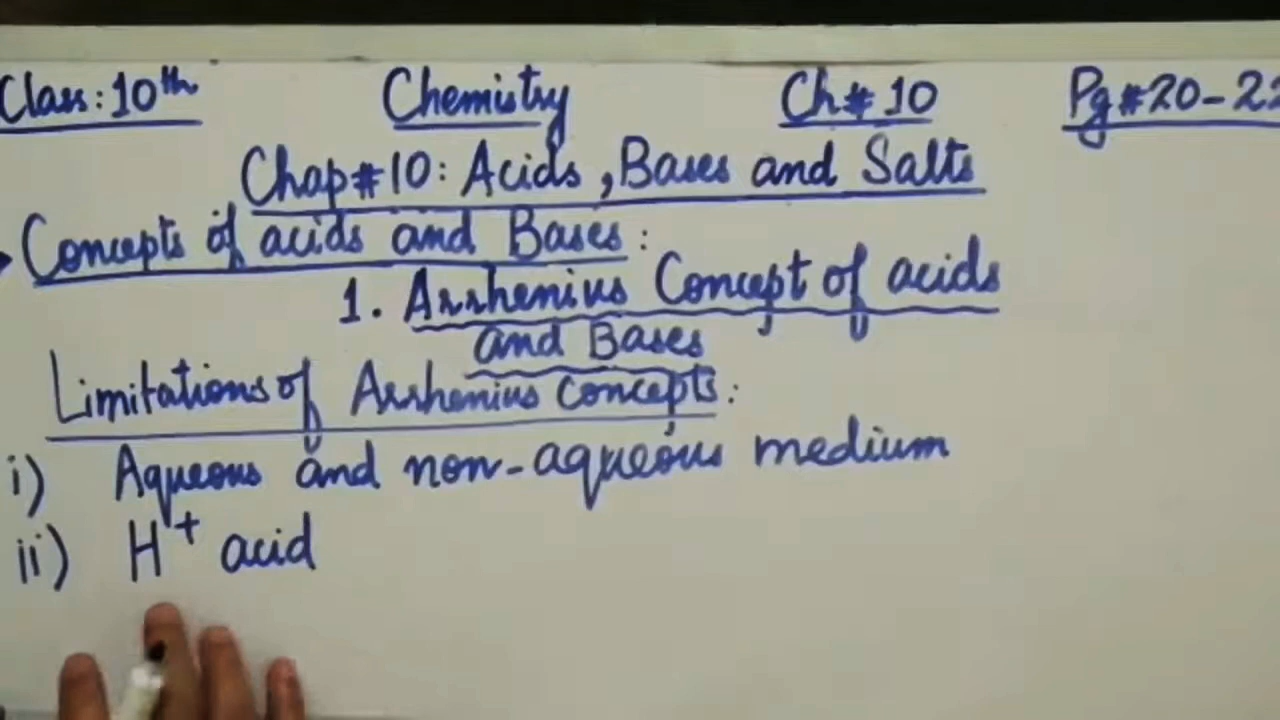 Class: 10th Chemistry Ch# 10 Pg#20-22
Chap#10: Acids, Bases and Salts
Concepts of acids and Bases:
1. Arrhenius Concept of acids
and Bases
Limitations of Arrhenius concepts:
i) Aqueous and non-aqueous medium
ii) H+ acid